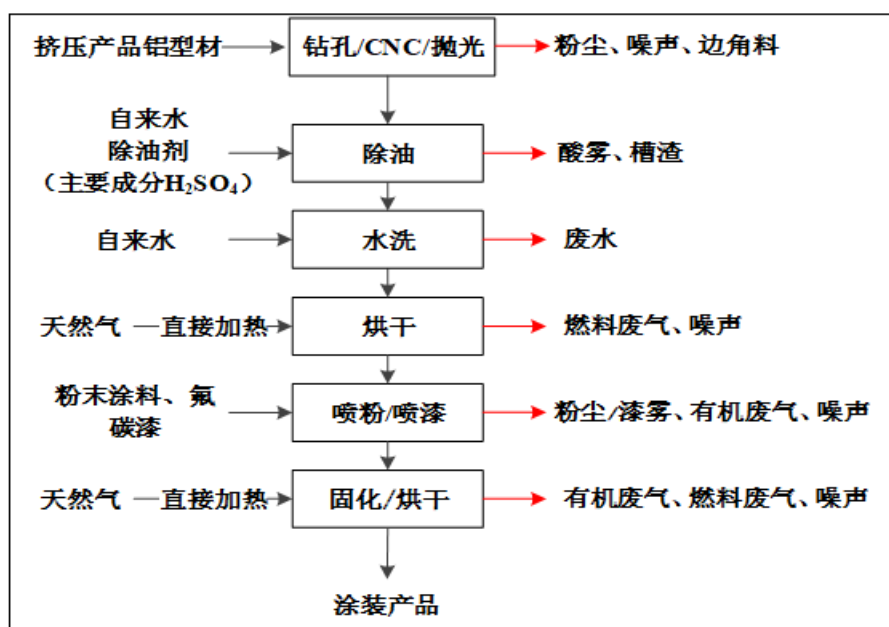 挤压产品铝型材
钻孔/CNC/抛光
粉尘、噪声、边角料
自来水
除油剂
（主要成分H₂SO₄）
除油
酸雾、槽渣
自来水
水洗
废水
天然气
直接加热
烘干
燃料废气、噪声
粉末涂料、氟
碳漆
喷粉/喷漆
粉尘/漆雾、有机废气、噪声
天然气
直接加热
固化/烘干
有机废气、燃料废气、噪声
涂装产品